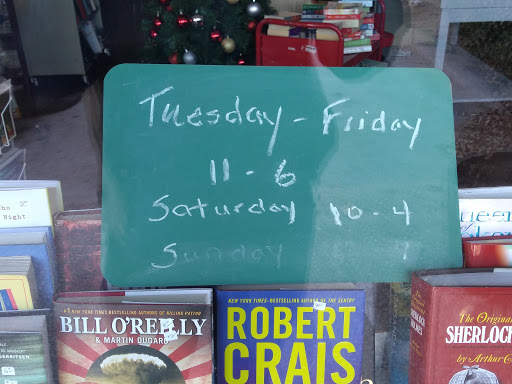 Tuesday - Friday
11 - 6
Saturday 10 - 4
Sunday
Night
NEW YORK TIMES-BESTSELLING AUTHOR OF THE SENTRY
BILL O'REILLY
& MARTIN DUGARD
ROBERT
CRAIS
The Original
SHERLOCK
by Arthur C